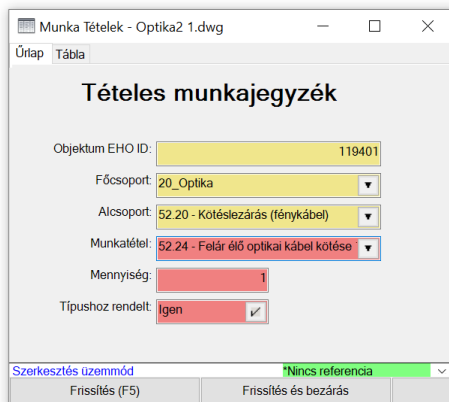 Munka Tételek - Optika2 1.dwg
Űrlap Tábla
Tételes munkajegyzék
Objektum EHO ID: 119401
Főcsoport: 20_Optika
Alcsoport: 52.20 - Kötéslezárás (fénykábel)
Munkatétel: 52.24 - Felár élő optikai kábel kötése
Mennyiség: 1
Típushoz rendelt: Igen
Szerkesztés üzemmód *Nincs referencia
Frissítés (F5) Frissítés és bezárás